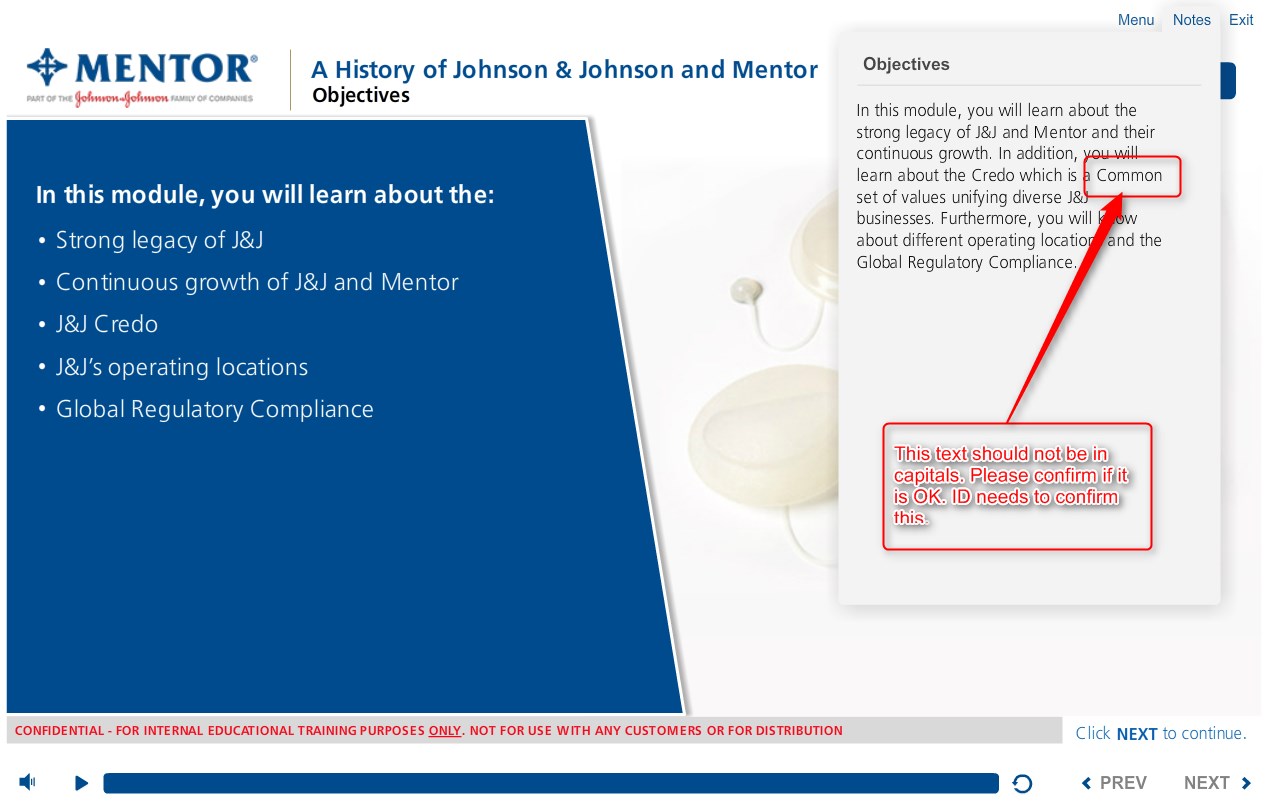 Menu Notes Exit
MENTOR®
PART OF THE Johnson & Johnson FAMILY OF COMPANIES
A History of Johnson & Johnson and Mentor
Objectives
In this module, you will learn about the:
• Strong legacy of J&J
• Continuous growth of J&J and Mentor
• J&J Credo
• J&J’s operating locations
• Global Regulatory Compliance
Objectives
In this module, you will learn about the
strong legacy of J&J and Mentor and their
continuous growth. In addition, you will
learn about the Credo which is a Common
set of values unifying diverse J&J
businesses. Furthermore, you will know
about different operating locations and the
Global Regulatory Compliance.
This text should not be in
capitals. Please confirm if it
is OK. ID needs to confirm
this.
CONFIDENTIAL - FOR INTERNAL EDUCATIONAL TRAINING PURPOSES ONLY. NOT FOR USE WITH ANY CUSTOMERS OR FOR DISTRIBUTION
Click NEXT to continue.
PREV NEXT